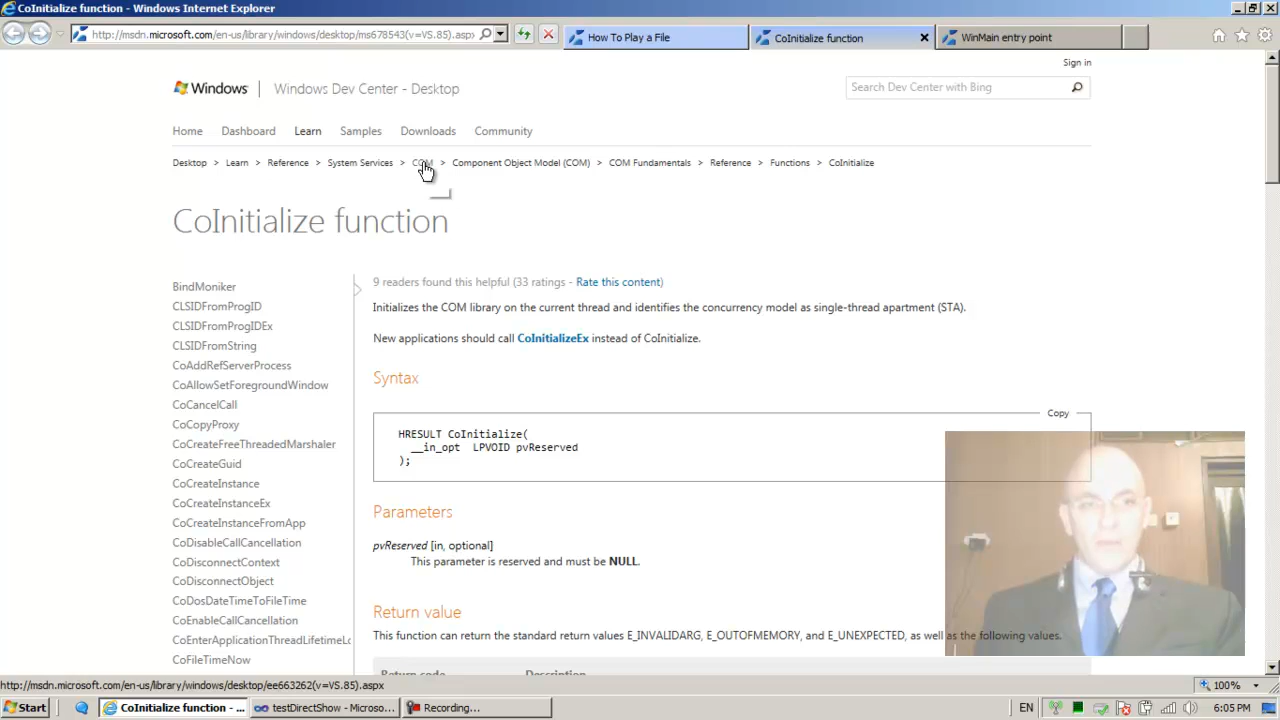 CoInitialize function - Windows Internet Explorer
http://msdn.microsoft.com/en-us/library/windows/desktop/ms678543(v=VS.85).aspx
How To Play a File
CoInitialize function
WinMain entry point
Sign in
Windows
Windows Dev Center - Desktop
Search Dev Center with Bing
Home Dashboard Learn Samples Downloads Community
Desktop > Learn > Reference > System Services > COM > Component Object Model (COM) > COM Fundamentals > Reference > Functions > CoInitialize
CoInitialize function
BindMoniker
CLSIDFromProgID
CLSIDFromProgIDEx
CLSIDFromString
CoAddRefServerProcess
CoAllowSetForegroundWindow
CoCancelCall
CoCopyProxy
CoCreateFreeThreadedMarshaler
CoCreateGuid
CoCreateInstance
CoCreateInstanceEx
CoCreateInstanceFromApp
CoDisableCallCancellation
CoDisconnectContext
CoDisconnectObject
CoDosDateTimeToFileTime
CoEnableCallCancellation
CoEnterApplicationThreadLifetimeLo
CoFileTimeNow
9 readers found this helpful (33 ratings - Rate this content)
Initializes the COM library on the current thread and identifies the concurrency model as single-thread apartment (STA).
New applications should call CoInitializeEx instead of CoInitialize.
Syntax
Copy
HRESULT CoInitialize(
__in_opt LPVOID pvReserved
);
Parameters
pvReserved [in, optional]
This parameter is reserved and must be NULL.
Return value
This function can return the standard return values E_INVALIDARG, E_OUTOFMEMORY, and E_UNEXPECTED, as well as the following values.
Return code Description
http://msdn.microsoft.com/en-us/library/windows/desktop/ee663262(v=VS.85).aspx
100%
Start
CoInitialize function - ...
testDirectShow - Microso...
Recording...
EN
6:05 PM